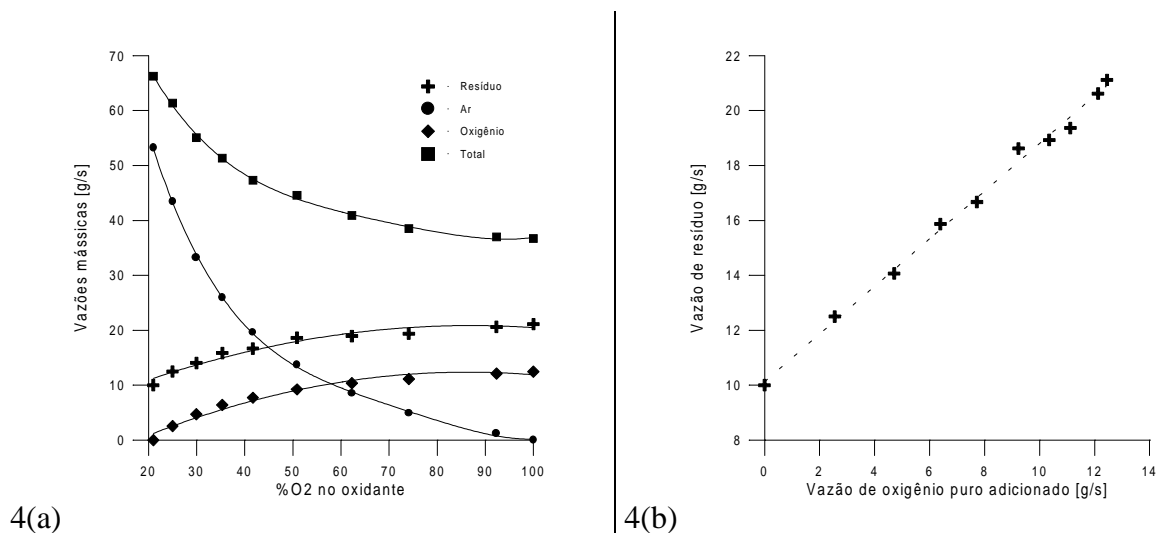 70
60
50
40
30
20
10
0
Vazões mássicas [g/s]
Resíduo
Ar
Oxigênio
Total
20 30 40 50 60 70 80 90 100
%O2 no oxidante
4(a)
22
20
18
16
14
12
10
8
Vazão de resíduo [g/s]
0 2 4 6 8 10 12 14
Vazão de oxigênio puro adicionado [g/s]
4(b)